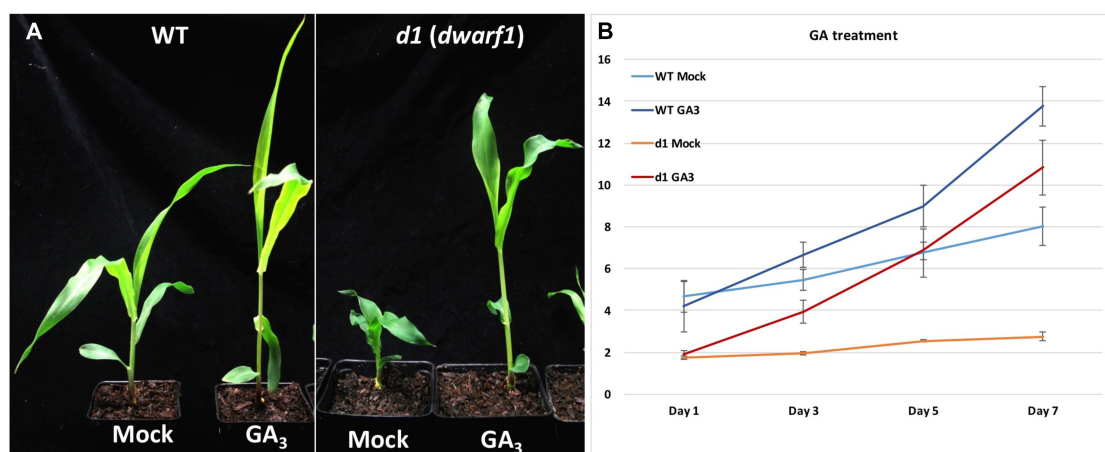 A
WT
d1 (dwarf1)
Mock
GA3
Mock
GA3
B
GA treatment
16
14
12
10
8
6
4
2
0
WT Mock
WT GA3
d1 Mock
d1 GA3
Day 1
Day 3
Day 5
Day 7